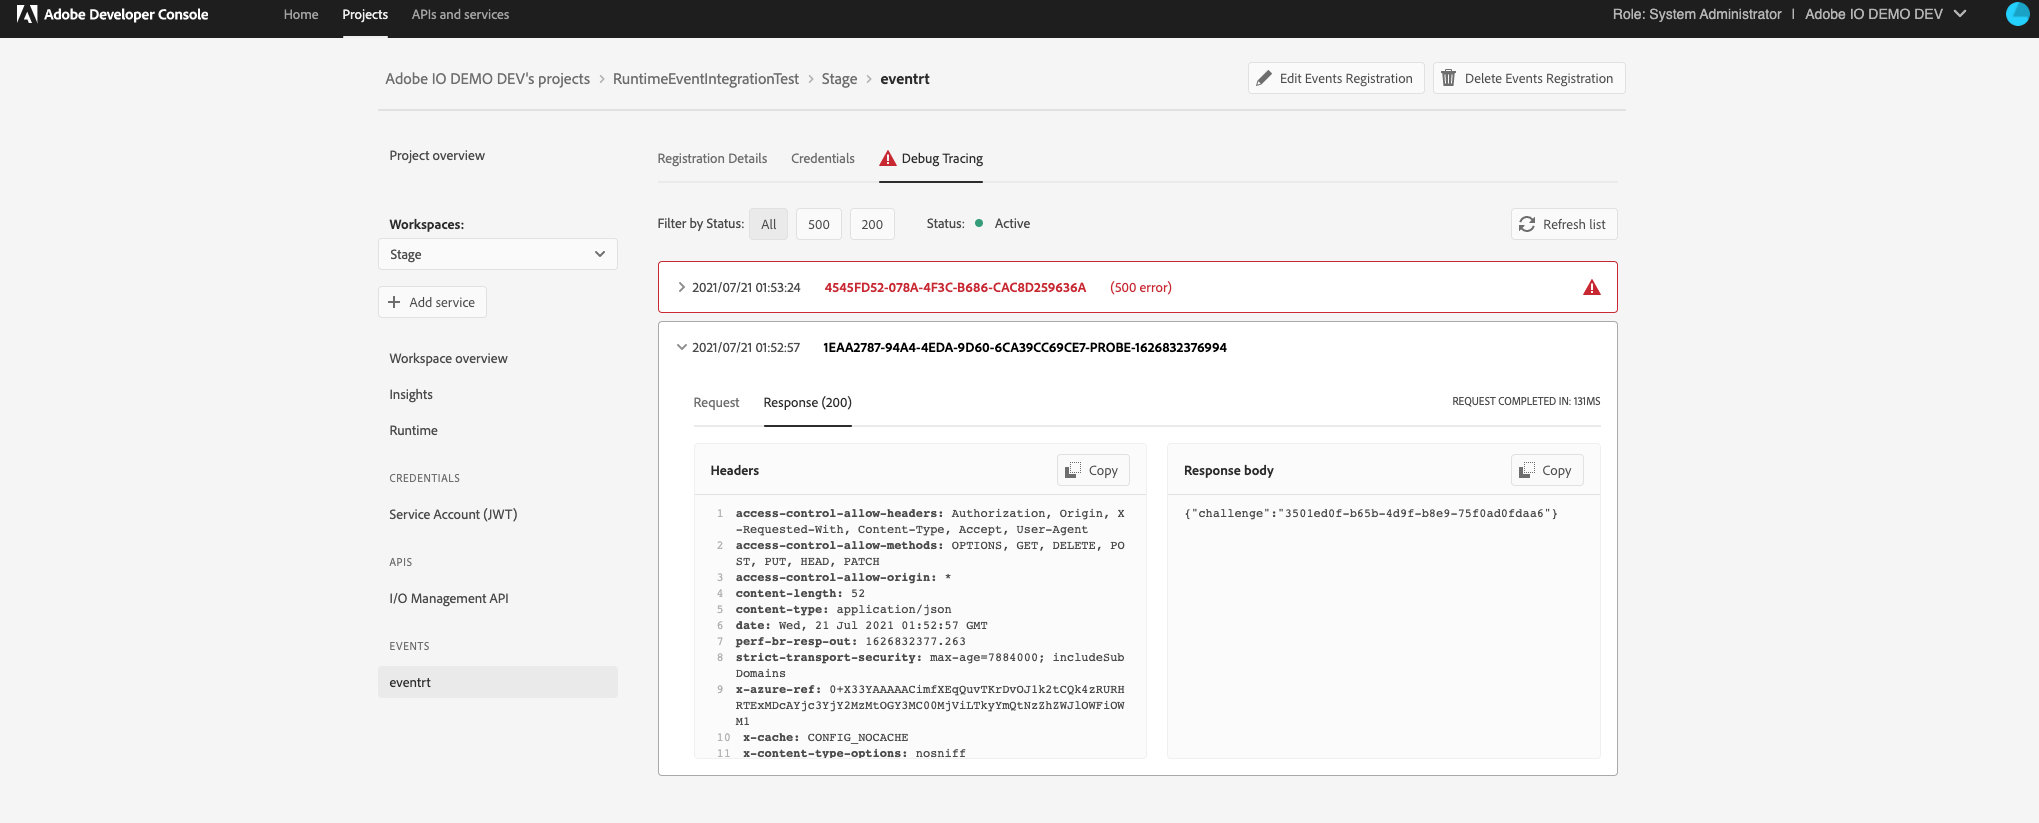 Adobe Developer Console
Home
Projects
APIs and services
Role: System Administrator | Adobe IO DEMO DEV
Adobe IO DEMO DEV's projects > RuntimeEventIntegrationTest > Stage > eventrt
Edit Events Registration
Delete Events Registration
Project overview
Workspaces:
Stage
Add service
Workspace overview
Insights
Runtime
CREDENTIALS
Service Account (JWT)
APIS
I/O Management API
EVENTS
eventrt
Registration Details
Credentials
Debug Tracing
Filter by Status: All 500 200
Status: Active
Refresh list
2021/07/21 01:53:24 4545FD52-078A-4F3C-B686-CAC8D259636A (500 error)
2021/07/21 01:52:57 1EAA2787-94A4-4EDA-9D60-6CA39CC69CE7-PROBE-1626832376994
Request
Response (200)
REQUEST COMPLETED IN: 131MS
Headers
Copy
1 access-control-allow-headers: Authorization, Origin, X
-Requested-With, Content-Type, Accept, User-Agent
2 access-control-allow-methods: OPTIONS, GET, DELETE, PO
ST, PUT, HEAD, PATCH
3 access-control-allow-origin: *
4 content-length: 52
5 content-type: application/json
6 date: Wed, 21 Jul 2021 01:52:57 GMT
7 perf-br-resp-out: 1626832377.263
8 strict-transport-security: max-age=7884000; includeSub
Domains
9 x-azure-ref: 0+X33YAAAAACimfXEqQuvTKrDvOJ1k2tCQk4zRURH
RTExMDcAYjc3YjY2MzMtOGY3MC00MjViLTkyYmQtNzZhZWJlOWFiOW
M1
10 x-cache: CONFIG_NOCACHE
11 x-content-type-options: nosniff
Response body
Copy
{"challenge":"3501ed0f-b65b-4d9f-b8e9-75f0ad0fdaa6"}